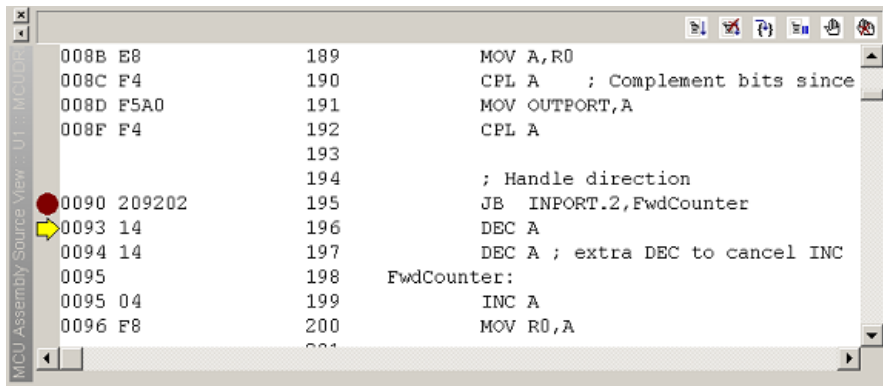 008B E8 189 MOV A,R0
008C F4 190 CPL A ; Complement bits since
008D F5A0 191 MOV OUTPORT,A
008F F4 192 CPL A
193
194 ; Handle direction
0090 209202 195 JB INPORT.2,FwdCounter
0093 14 196 DEC A
0094 14 197 DEC A ; extra DEC to cancel INC
0095 198 FwdCounter:
0095 04 199 INC A
0096 F8 200 MOV R0,A
MCU Assembly Source View :: U1 :: MCUDR